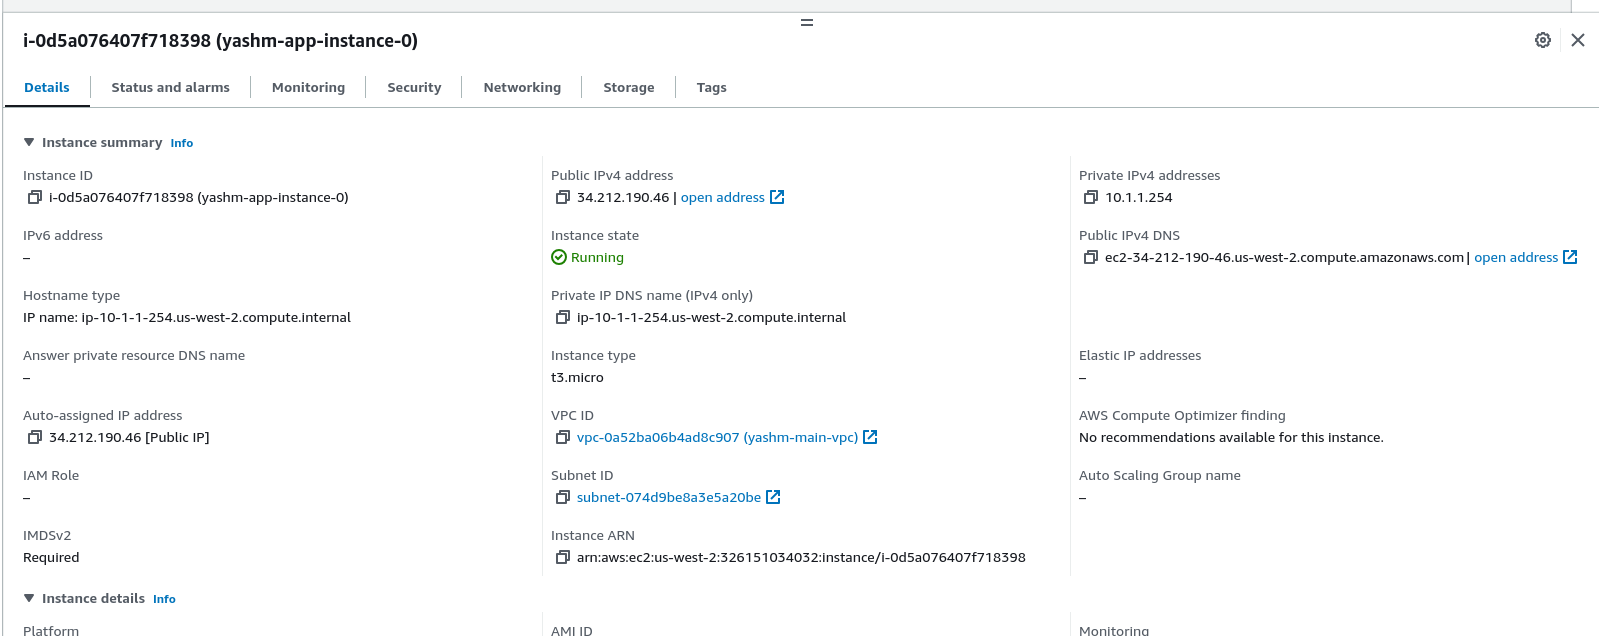 i-0d5a076407f718398 (yashm-app-instance-0)
Details
Status and alarms
Monitoring
Security
Networking
Storage
Tags
Instance summary Info
Instance ID
i-0d5a076407f718398 (yashm-app-instance-0)
Public IPv4 address
34.212.190.46 | open address
Private IPv4 addresses
10.1.1.254
IPv6 address
–
Instance state
Running
Public IPv4 DNS
ec2-34-212-190-46.us-west-2.compute.amazonaws.com | open address
Hostname type
IP name: ip-10-1-1-254.us-west-2.compute.internal
Private IP DNS name (IPv4 only)
ip-10-1-1-254.us-west-2.compute.internal
Answer private resource DNS name
–
Instance type
t3.micro
Elastic IP addresses
–
Auto-assigned IP address
34.212.190.46 [Public IP]
VPC ID
vpc-0a52ba06b4ad8c907 (yashm-main-vpc)
AWS Compute Optimizer finding
No recommendations available for this instance.
IAM Role
–
Subnet ID
subnet-074d9be8a3e5a20be
Auto Scaling Group name
–
IMDSv2
Required
Instance ARN
arn:aws:ec2:us-west-2:326151034032:instance/i-0d5a076407f718398
Instance details Info
Platform
AMI ID
Monitoring